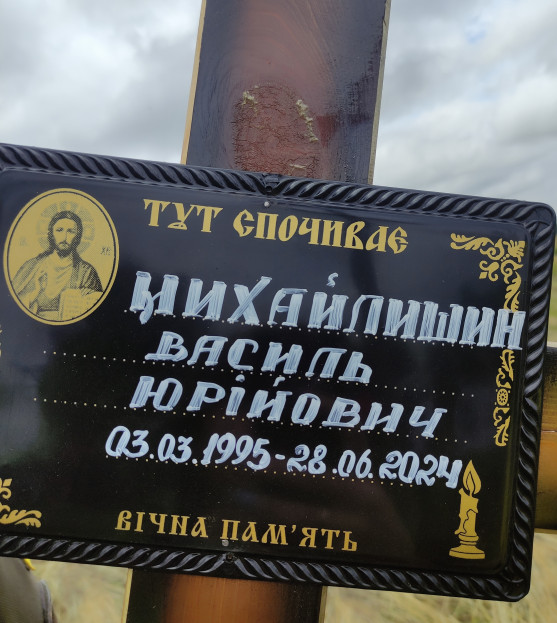 ТУТ СПОЧИВАЄ
МИХАЙЛИШИН
ВАСИЛЬ
ЮРІЙОВИЧ
03.03.1995-28.06.2024
ВІЧНА ПАМ'ЯТЬ